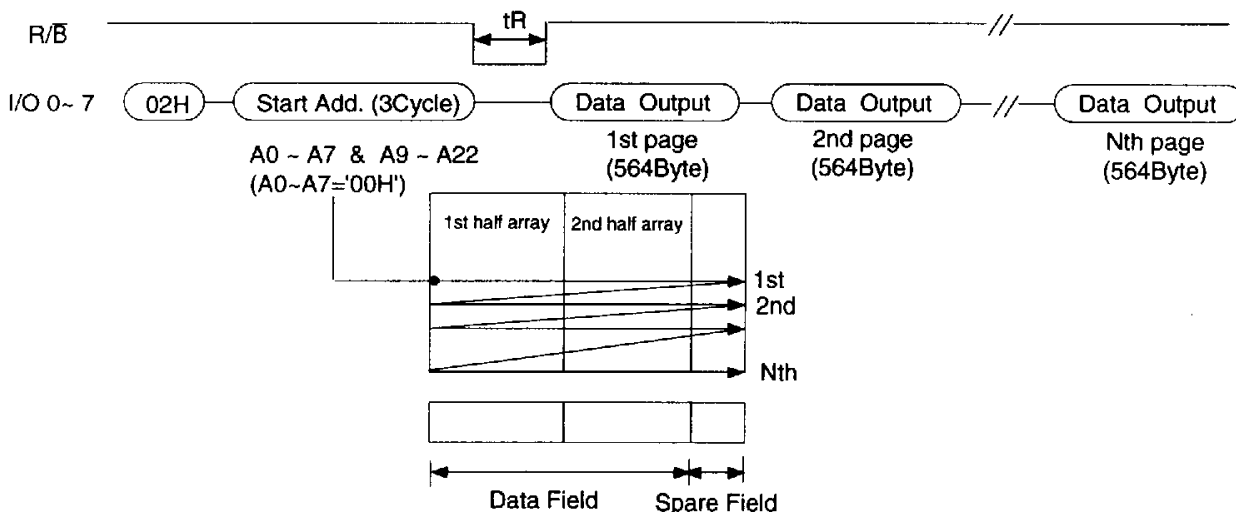 R/B̅
tR
I/O 0~ 7
02H
Start Add. (3Cycle)
Data Output
Data Output
Data Output
1st page
(564Byte)
2nd page
(564Byte)
Nth page
(564Byte)
A0 ~ A7 & A9 ~ A22
(A0~A7='00H')
1st half array
2nd half array
1st
2nd
Nth
Data Field
Spare Field